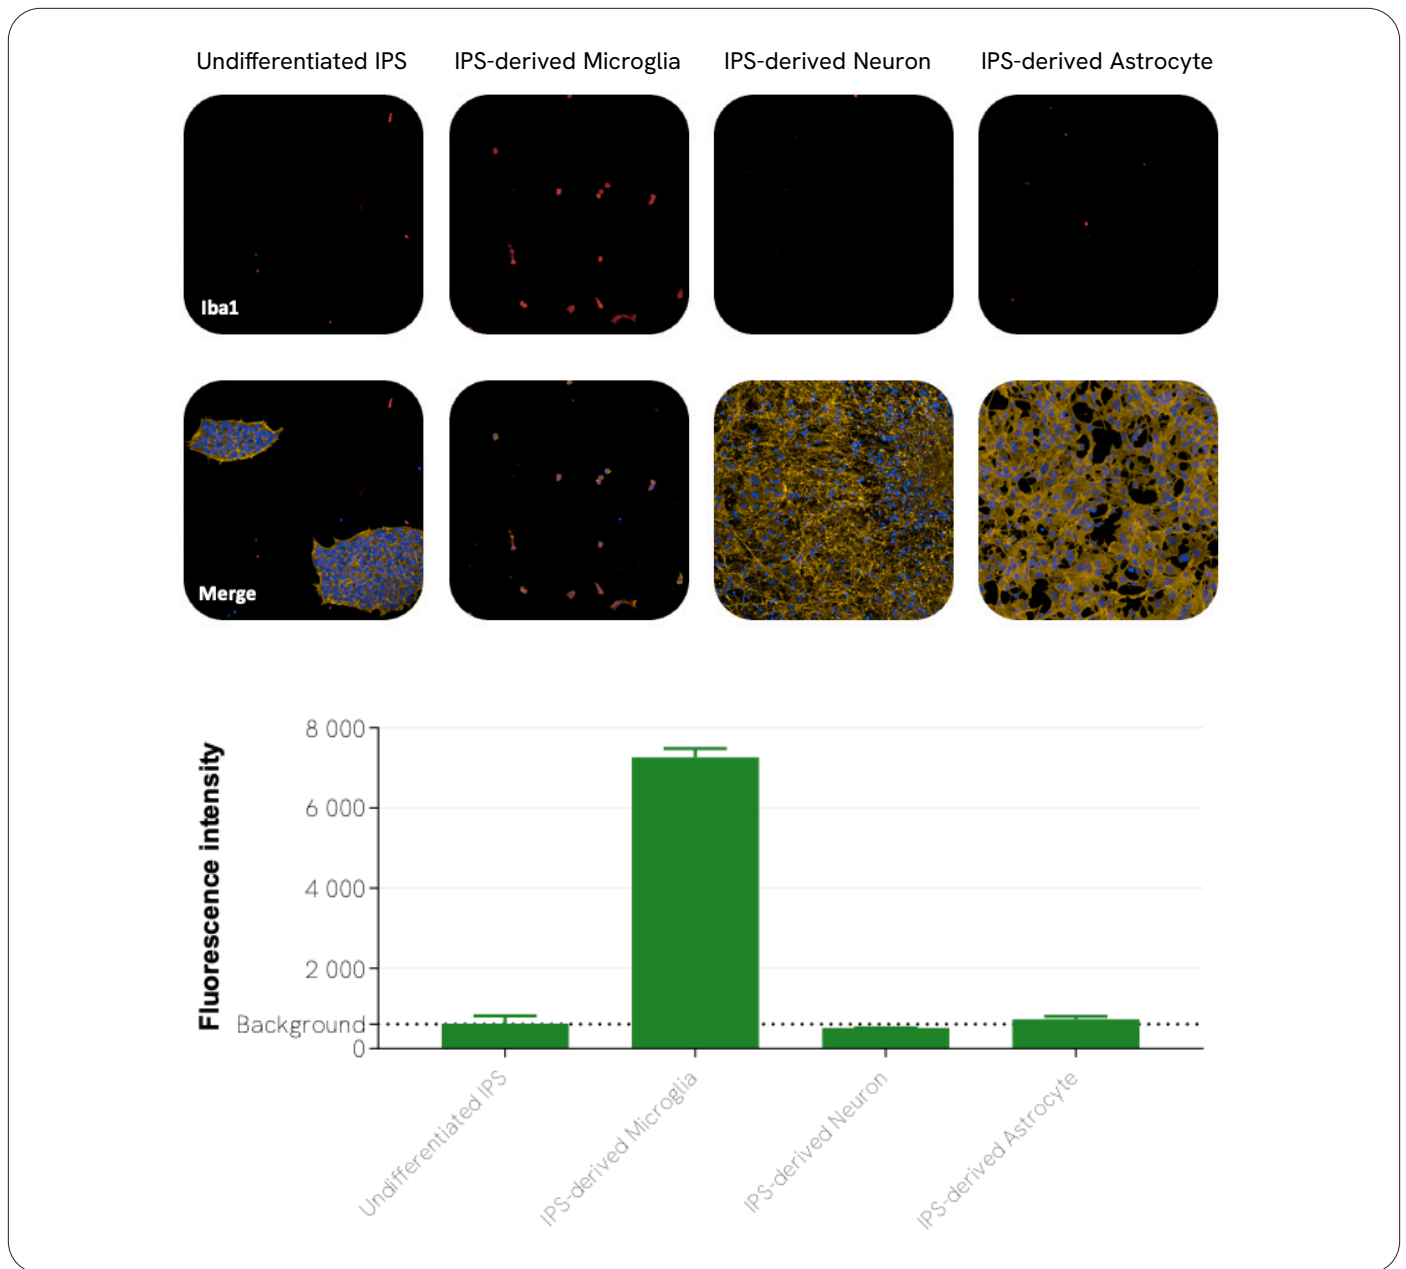 Undifferentiated IPS
IPS-derived Microglia
IPS-derived Neuron
IPS-derived Astrocyte
Iba1
Merge
Fluorescence intensity
8 000
6 000
4 000
2 000
Background
0
Undifferentiated IPS
IPS-derived Microglia
IPS-derived Neuron
IPS-derived Astrocyte